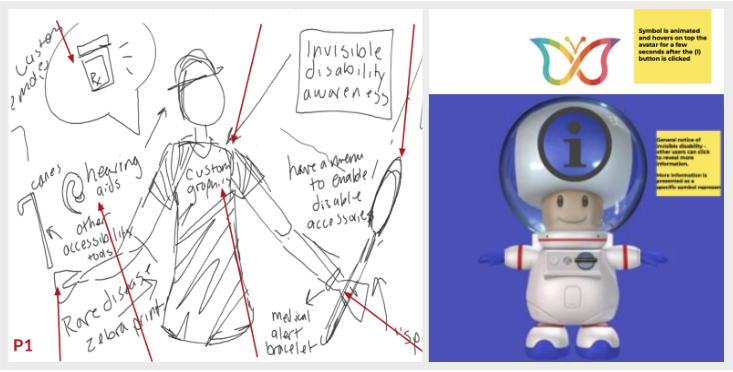 custom
emotes
Rx
Invisible
disability
awareness
canes
hearing
aids
other
accessibility
tools
Custom
graphics
have a menu
to enable/
disable
accessories
Rare disease
zebra print
medical
alert
bracelet
P1
Symbol is animated
and hovers on top the
avatar for a few
seconds after the (i)
button is clicked
i
General notice of
invisible disability -
other users can click
to reveal more
information.
More information is
presented as a
specific symbol represen